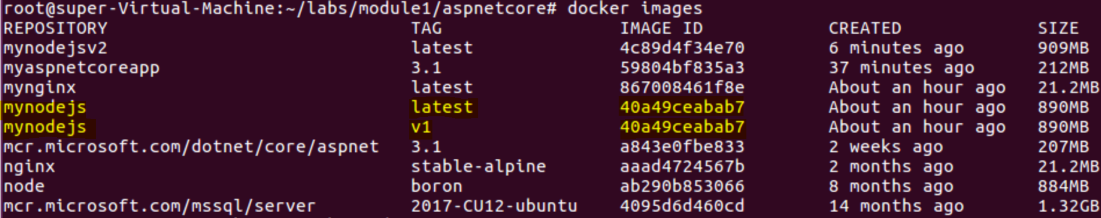 root@super-Virtual-Machine:~/labs/module1/aspnetcore# docker images
REPOSITORY TAG IMAGE ID CREATED SIZE
mynodejsv2 latest 4c89d4f34e70 6 minutes ago 909MB
myaspnetcoreapp 3.1 59804bf835a3 37 minutes ago 212MB
mynginx latest 867008461f8e About an hour ago 21.2MB
mynodejs latest 40a49ceabab7 About an hour ago 890MB
mynodejs v1 40a49ceabab7 About an hour ago 890MB
mcr.microsoft.com/dotnet/core/aspnet 3.1 a843e0fbe833 2 weeks ago 207MB
nginx stable-alpine aaad4724567b 2 months ago 21.2MB
node boron ab290b853066 8 months ago 884MB
mcr.microsoft.com/mssql/server 2017-CU12-ubuntu 4095d6d460cd 14 months ago 1.32GB